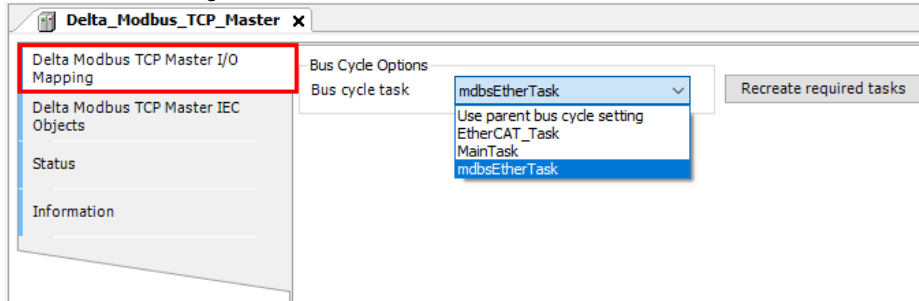 Delta_Modbus_TCP_Master
Delta Modbus TCP Master I/O
Mapping
Delta Modbus TCP Master IEC
Objects
Status
Information
Bus Cycle Options
Bus cycle task
mdbsEtherTask
Recreate required tasks
Use parent bus cycle setting
EtherCAT_Task
MainTask
mdbsEtherTask